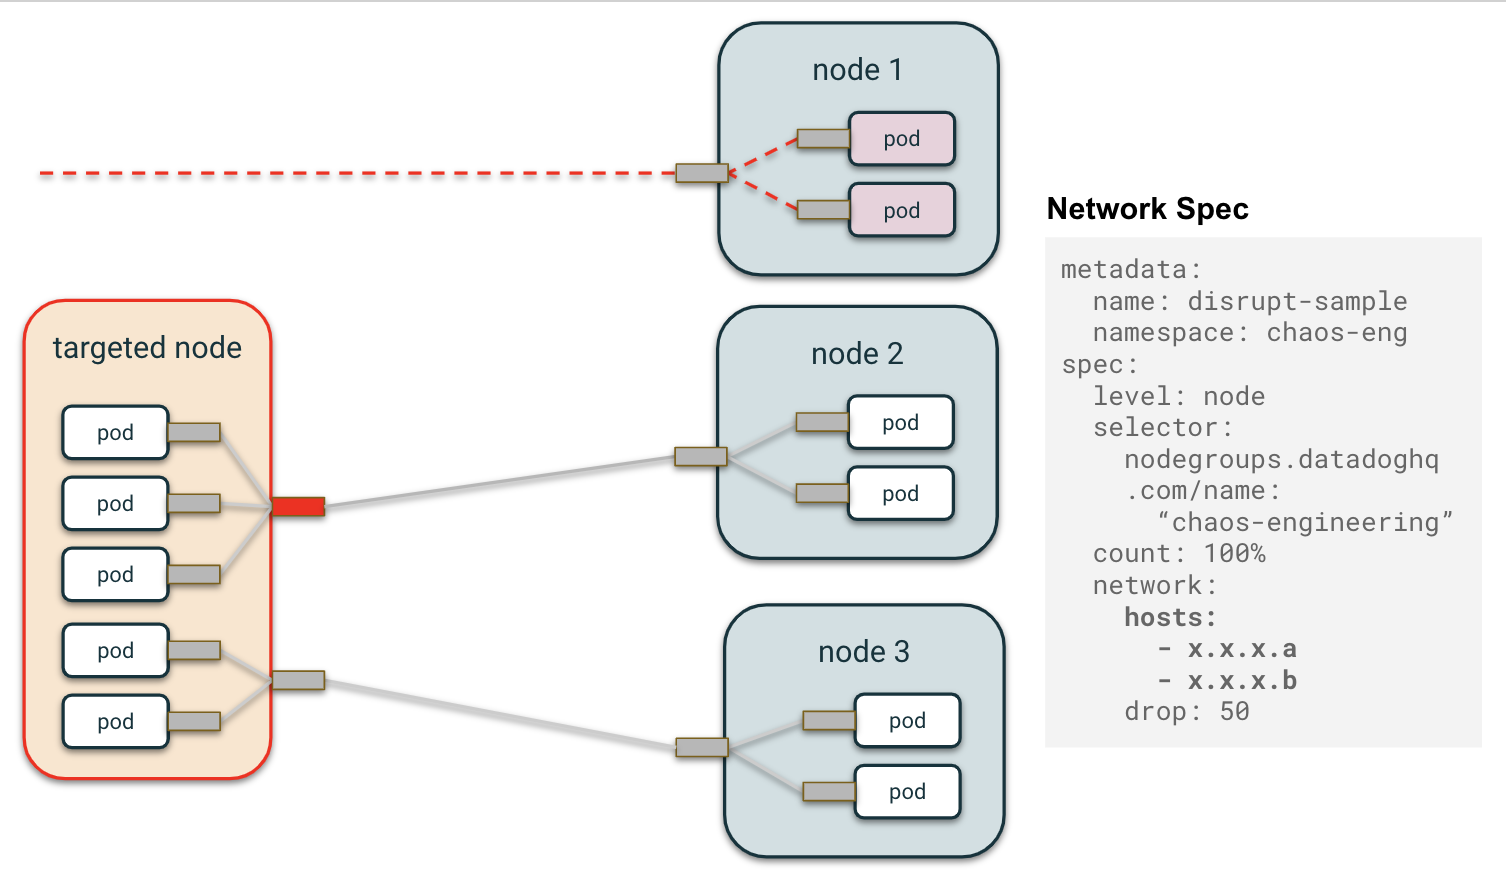 node 1
pod
pod
targeted node
pod
pod
pod
pod
pod
node 2
pod
pod
node 3
pod
pod
Network Spec
metadata:
  name: disrupt-sample
  namespace: chaos-eng
spec:
  level: node
  selector:
    nodegroups.datadoghq
    .com/name:
      “chaos-engineering”
  count: 100%
  network:
    hosts:
      - x.x.x.a
      - x.x.x.b
    drop: 50